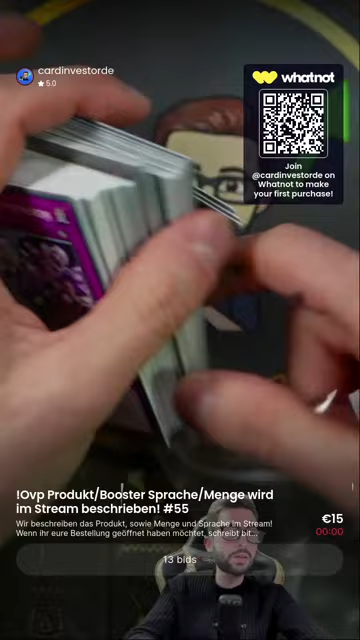 cardinvestorde
5.0
whatnot
Join
@cardinvestorde on
Whatnot to make
your first purchase!
!Ovp Produkt/Booster Sprache/Menge wird
im Stream beschrieben! #55
Wir beschreiben das Produkt, sowie Menge und Sprache im Stream!
Wenn ihr eure Bestellung geöffnet haben möchtet, schreibt bit...
€15
00:00
13 bids